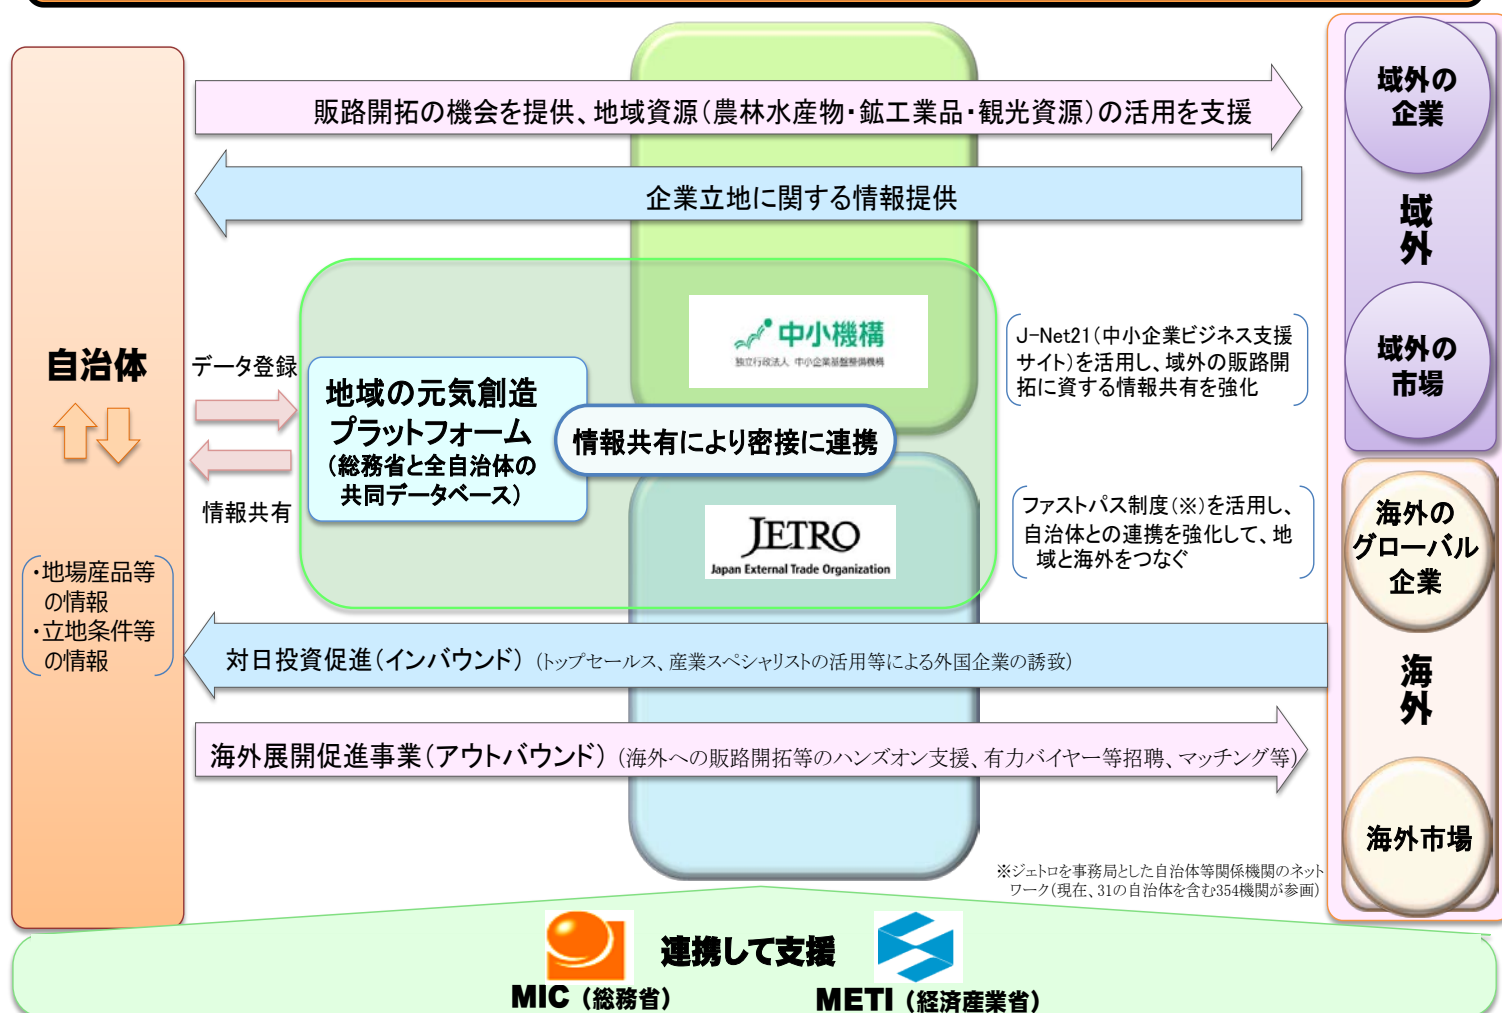 販路開拓の機会を提供、地域資源（農林水産物・鉱工業品・観光資源）の活用を支援
企業立地に関する情報提供
域外の
企業
域
外
域外の
市場
自治体
データ登録
情報共有
・地場産品等
の情報
・立地条件等
の情報
地域の元気創造
プラットフォーム
（総務省と全自治体の
共同データベース）
中小機構
独立行政法人 中小企業基盤整備機構
情報共有により密接に連携
JETRO
Japan External Trade Organization
J-Net21（中小企業ビジネス支援
サイト）を活用し、域外の販路開
拓に資する情報共有を強化
ファストパス制度（※）を活用し、
自治体との連携を強化して、地
域と海外をつなぐ
海外の
グローバル
企業
海
外
海外市場
対日投資促進（インバウンド）（トップセールス、産業スペシャリストの活用等による外国企業の誘致）
海外展開促進事業（アウトバウンド）（海外への販路開拓等のハンズオン支援、有力バイヤー等招聘、マッチング等）
※ジェトロを事務局とした自治体等関係機関のネット
ワーク（現在、31の自治体を含む354機関が参画）
連携して支援
MIC（総務省）
METI（経済産業省）